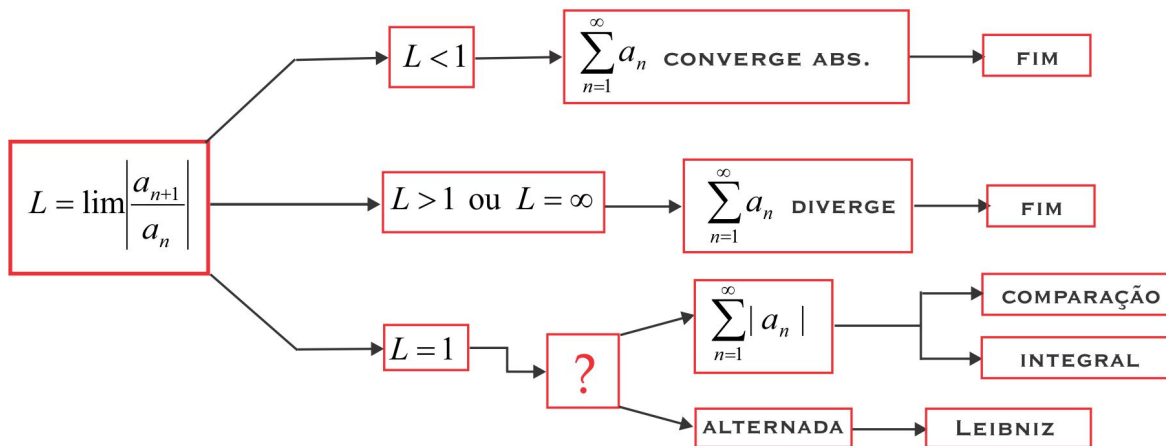 L < 1
∑_{n=1}^{∞} a_n CONVERGE ABS.
FIM
L = lim |a_{n+1} / a_n|
L > 1 ou L = ∞
∑_{n=1}^{∞} a_n DIVERGE
FIM
L = 1
?
∑_{n=1}^{∞} | a_n |
COMPARAÇÃO
INTEGRAL
ALTERNADA
LEIBNIZ